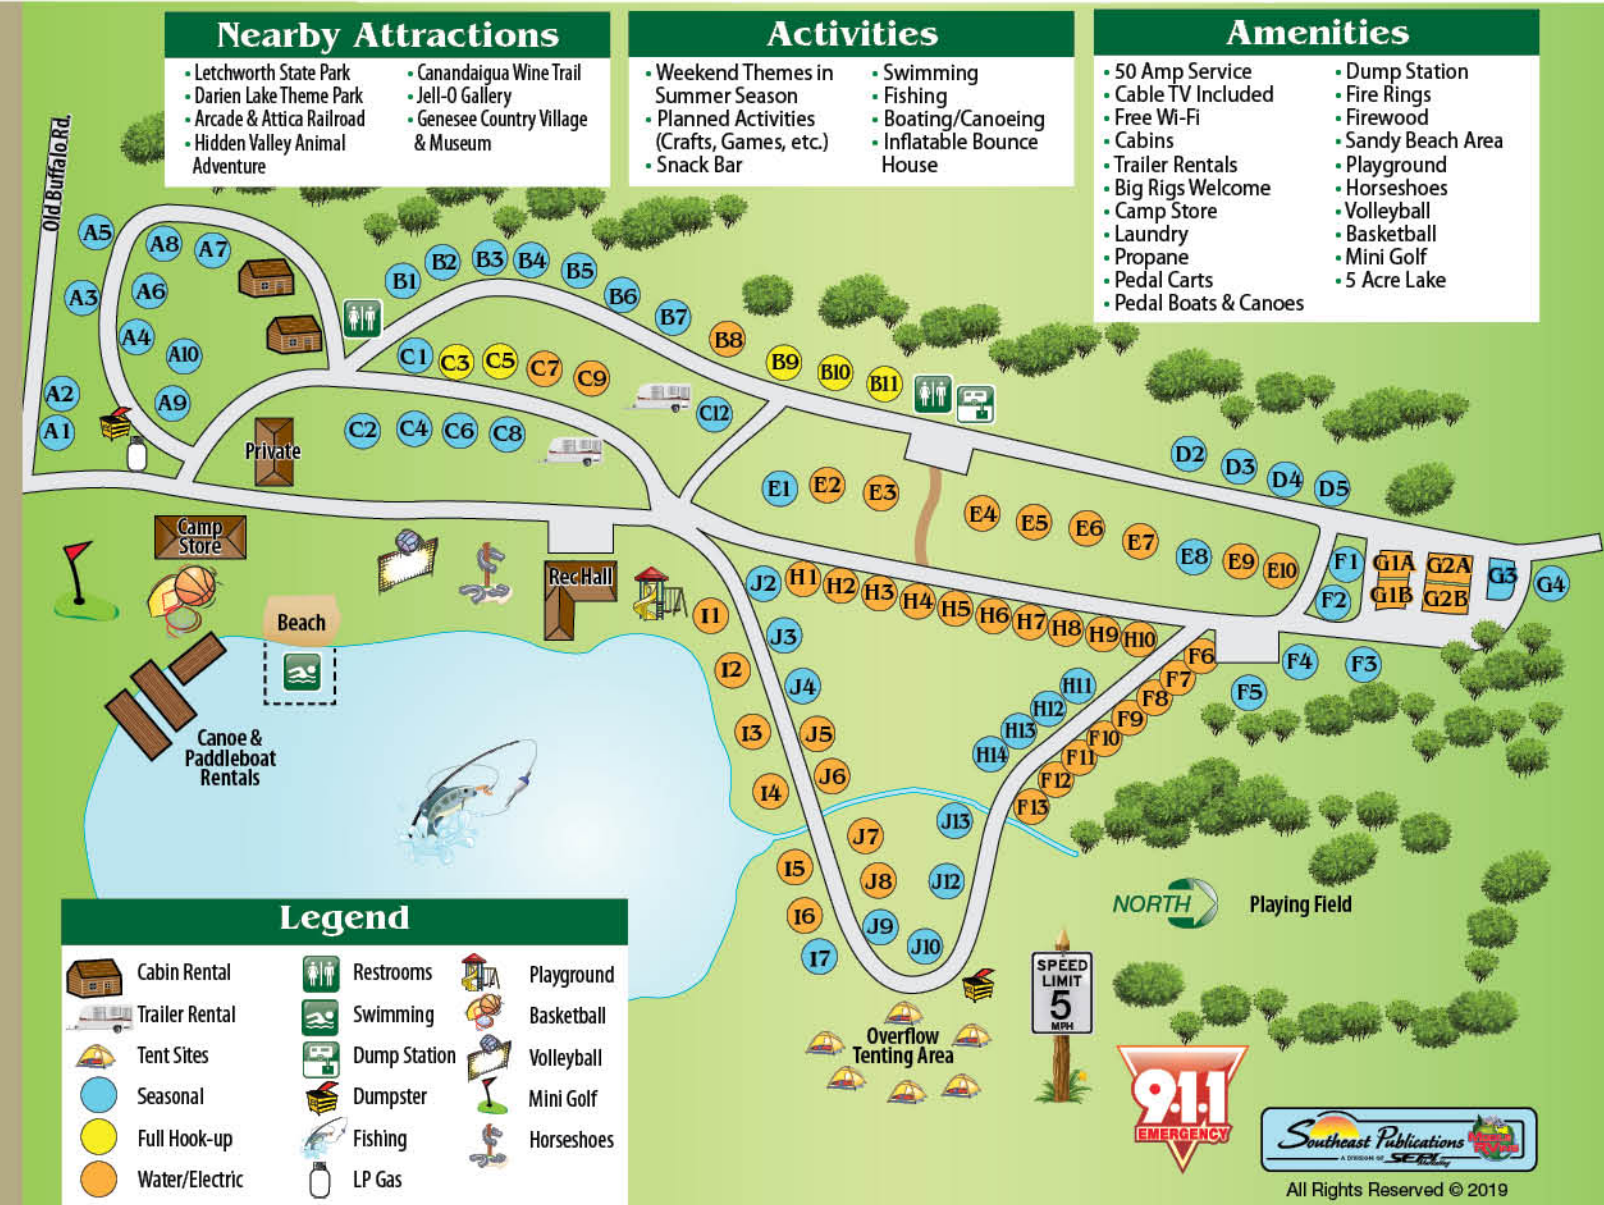 Nearby Attractions
• Letchworth State Park
• Darien Lake Theme Park
• Arcade & Attica Railroad
• Hidden Valley Animal
Adventure
• Canandaigua Wine Trail
• Jell-O Gallery
• Genesee Country Village
& Museum
Activities
• Weekend Themes in
Summer Season
• Planned Activities
(Crafts, Games, etc.)
• Snack Bar
• Swimming
• Fishing
• Boating/Canoeing
• Inflatable Bounce
House
Amenities
• 50 Amp Service
• Cable TV Included
• Free Wi-Fi
• Cabins
• Trailer Rentals
• Big Rigs Welcome
• Camp Store
• Laundry
• Propane
• Pedal Carts
• Pedal Boats & Canoes
• Dump Station
• Fire Rings
• Firewood
• Sandy Beach Area
• Playground
• Horseshoes
• Volleyball
• Basketball
• Mini Golf
• 5 Acre Lake
Old Buffalo Rd.
A5
A8
A7
A3
A6
A4
A10
A2
A9
A1
B1
B2
B3
B4
B5
B6
B7
B8
B9
B10
B11
C1
C3
C5
C7
C9
C12
C2
C4
C6
C8
Private
D2
D3
D4
D5
E1
E2
E3
E4
E5
E6
E7
E8
E9
E10
F1
F2
G1A
G1B
G2A
G2B
G3
G4
Camp
Store
Rec Hall
Beach
Canoe &
Paddleboat
Rentals
J2
H1
H2
H3
H4
H5
H6
H7
H8
H9
H10
H11
H12
H13
H14
F3
F4
F5
F6
F7
F8
F9
F10
F11
F12
F13
I1
I2
I3
I4
I5
I6
I7
J3
J4
J5
J6
J7
J8
J9
J10
J12
J13
NORTH
Playing Field
SPEED
LIMIT
5
MPH
Overflow
Tenting Area
Legend
Cabin Rental
Trailer Rental
Tent Sites
Seasonal
Full Hook-up
Water/Electric
Restrooms
Swimming
Dump Station
Dumpster
Fishing
LP Gas
Playground
Basketball
Volleyball
Mini Golf
Horseshoes
9.1.1
EMERGENCY
Southeast Publications
A DIVISION OF SEPI
All Rights Reserved © 2019